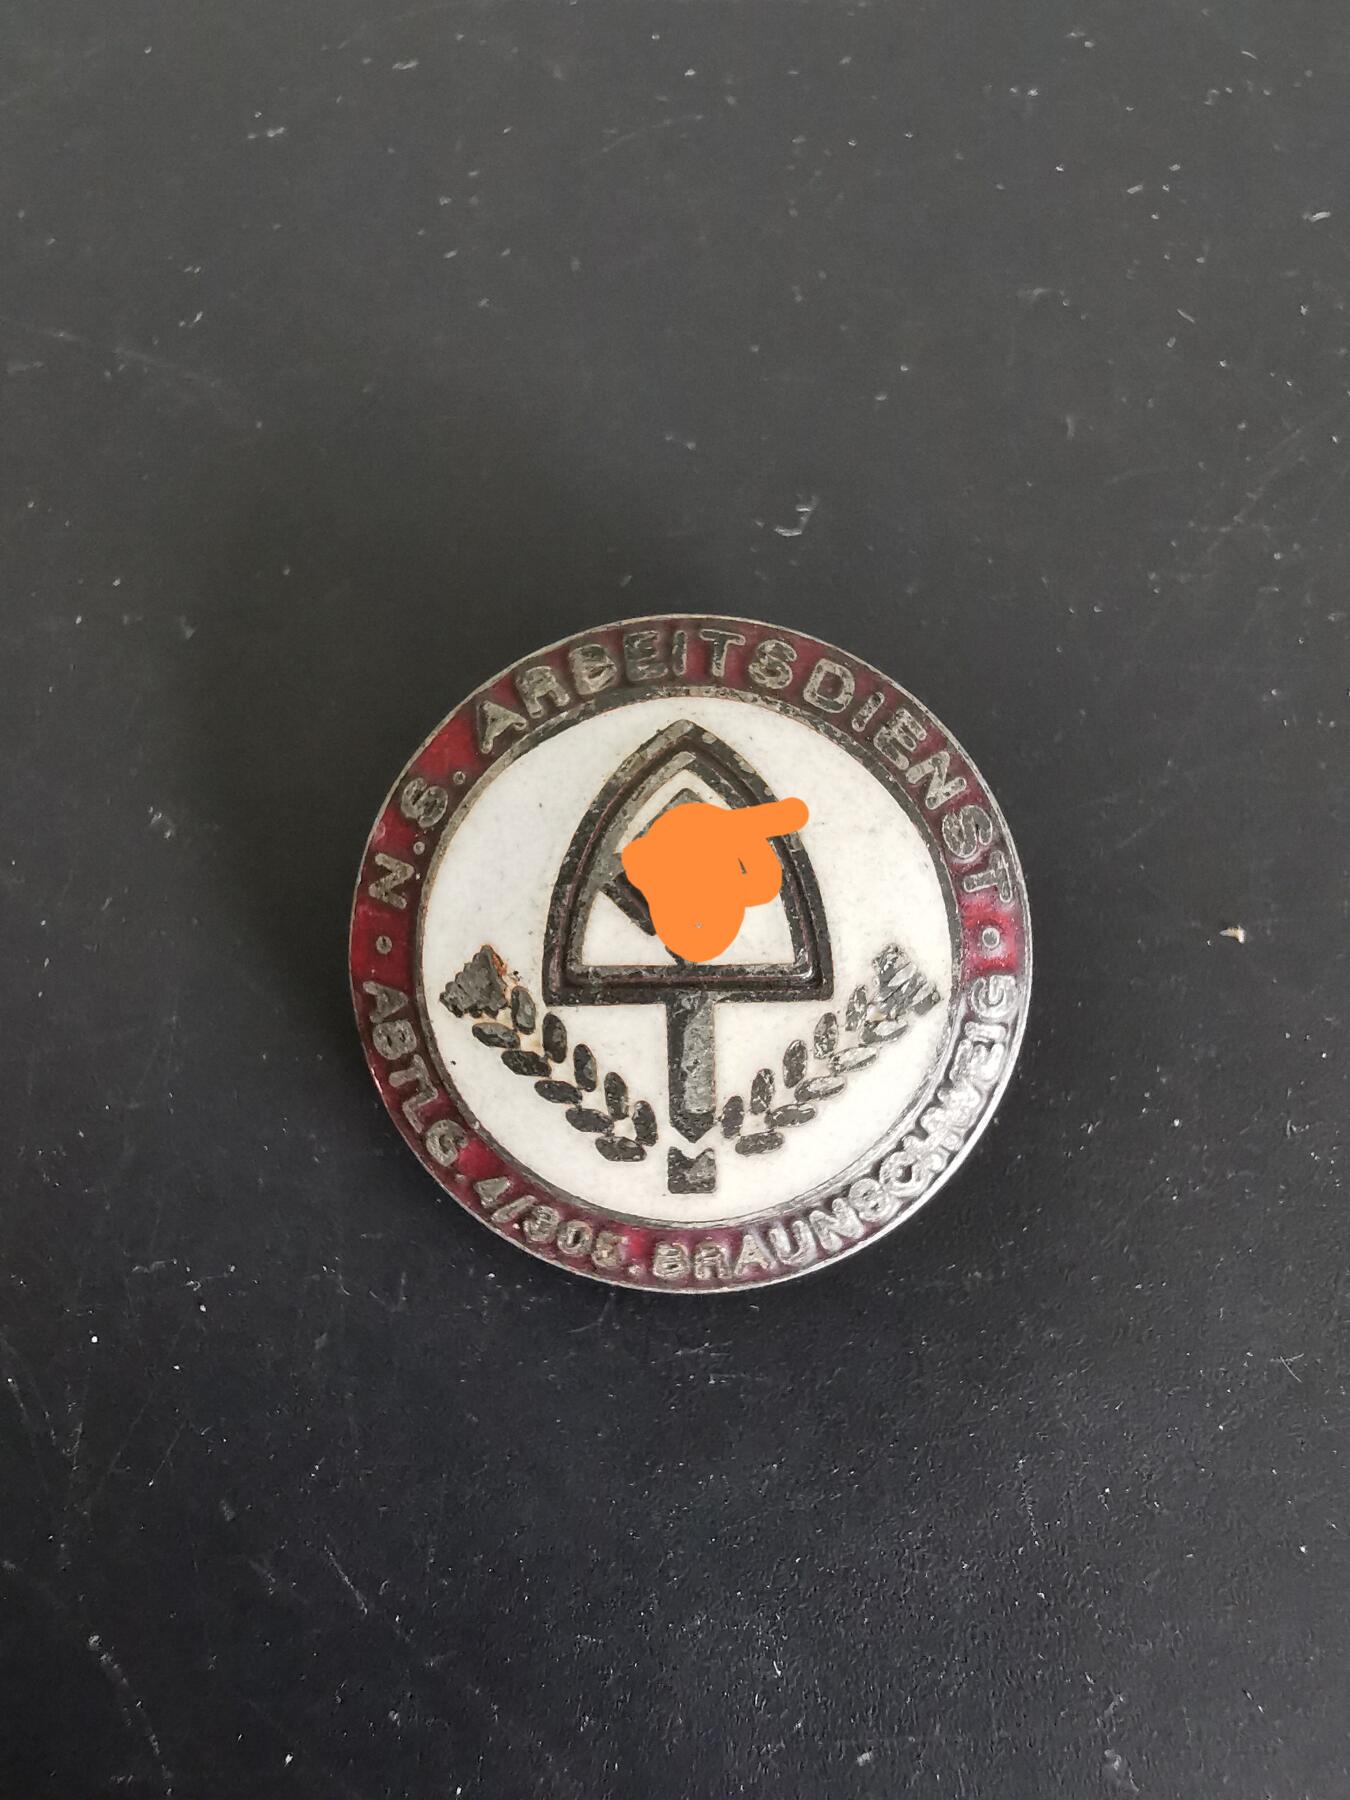 · N.S. ARBEITSDIENST ·
ABTLG. 4/305. BRAUNSCHWEIG